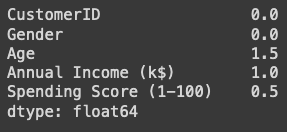 CustomerID 0.0
Gender 0.0
Age 1.5
Annual Income (k$) 1.0
Spending Score (1-100) 0.5
dtype: float64